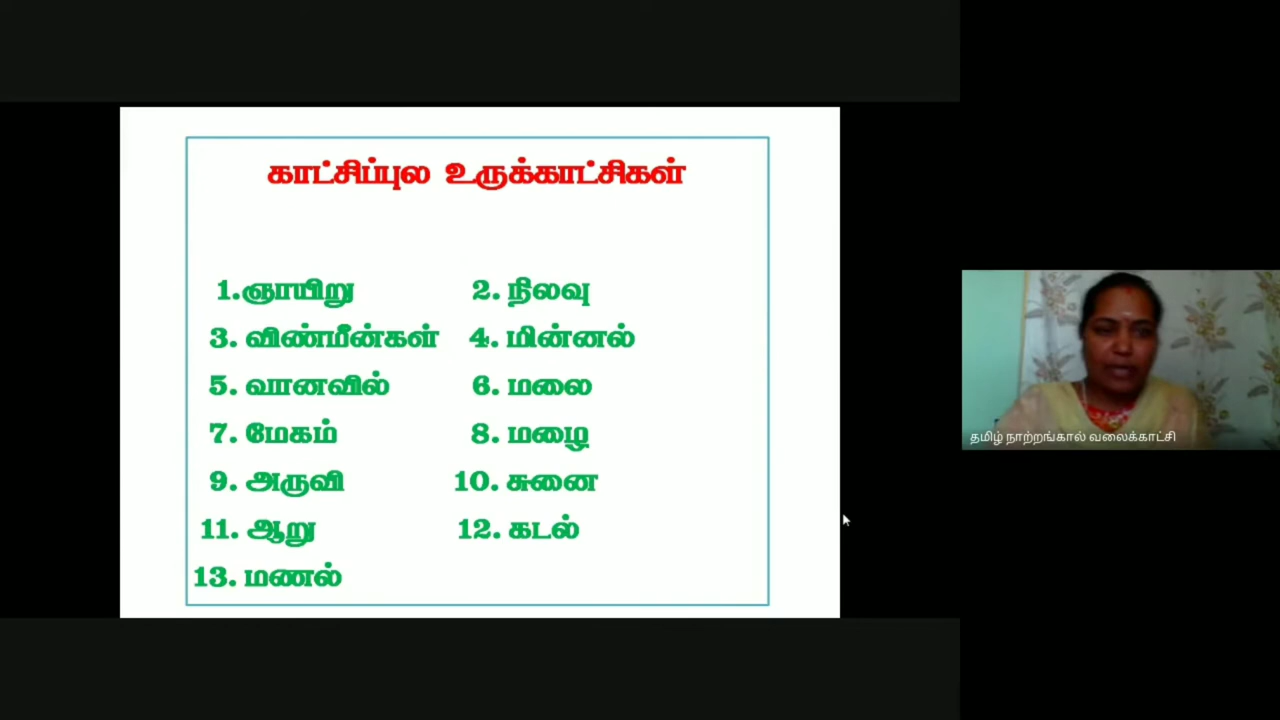 காட்சிப்புல உருக்காட்சிகள்
1.ஞாயிறு 2. நிலவு
3. விண்மீன்கள் 4. மின்னல்
5. வானவில் 6. மலை
7. மேகம் 8. மழை
9. அருவி 10. சுனை
11. ஆறு 12. கடல்
13. மணல்
தமிழ் நாற்றங்கால் வலைக்காட்சி